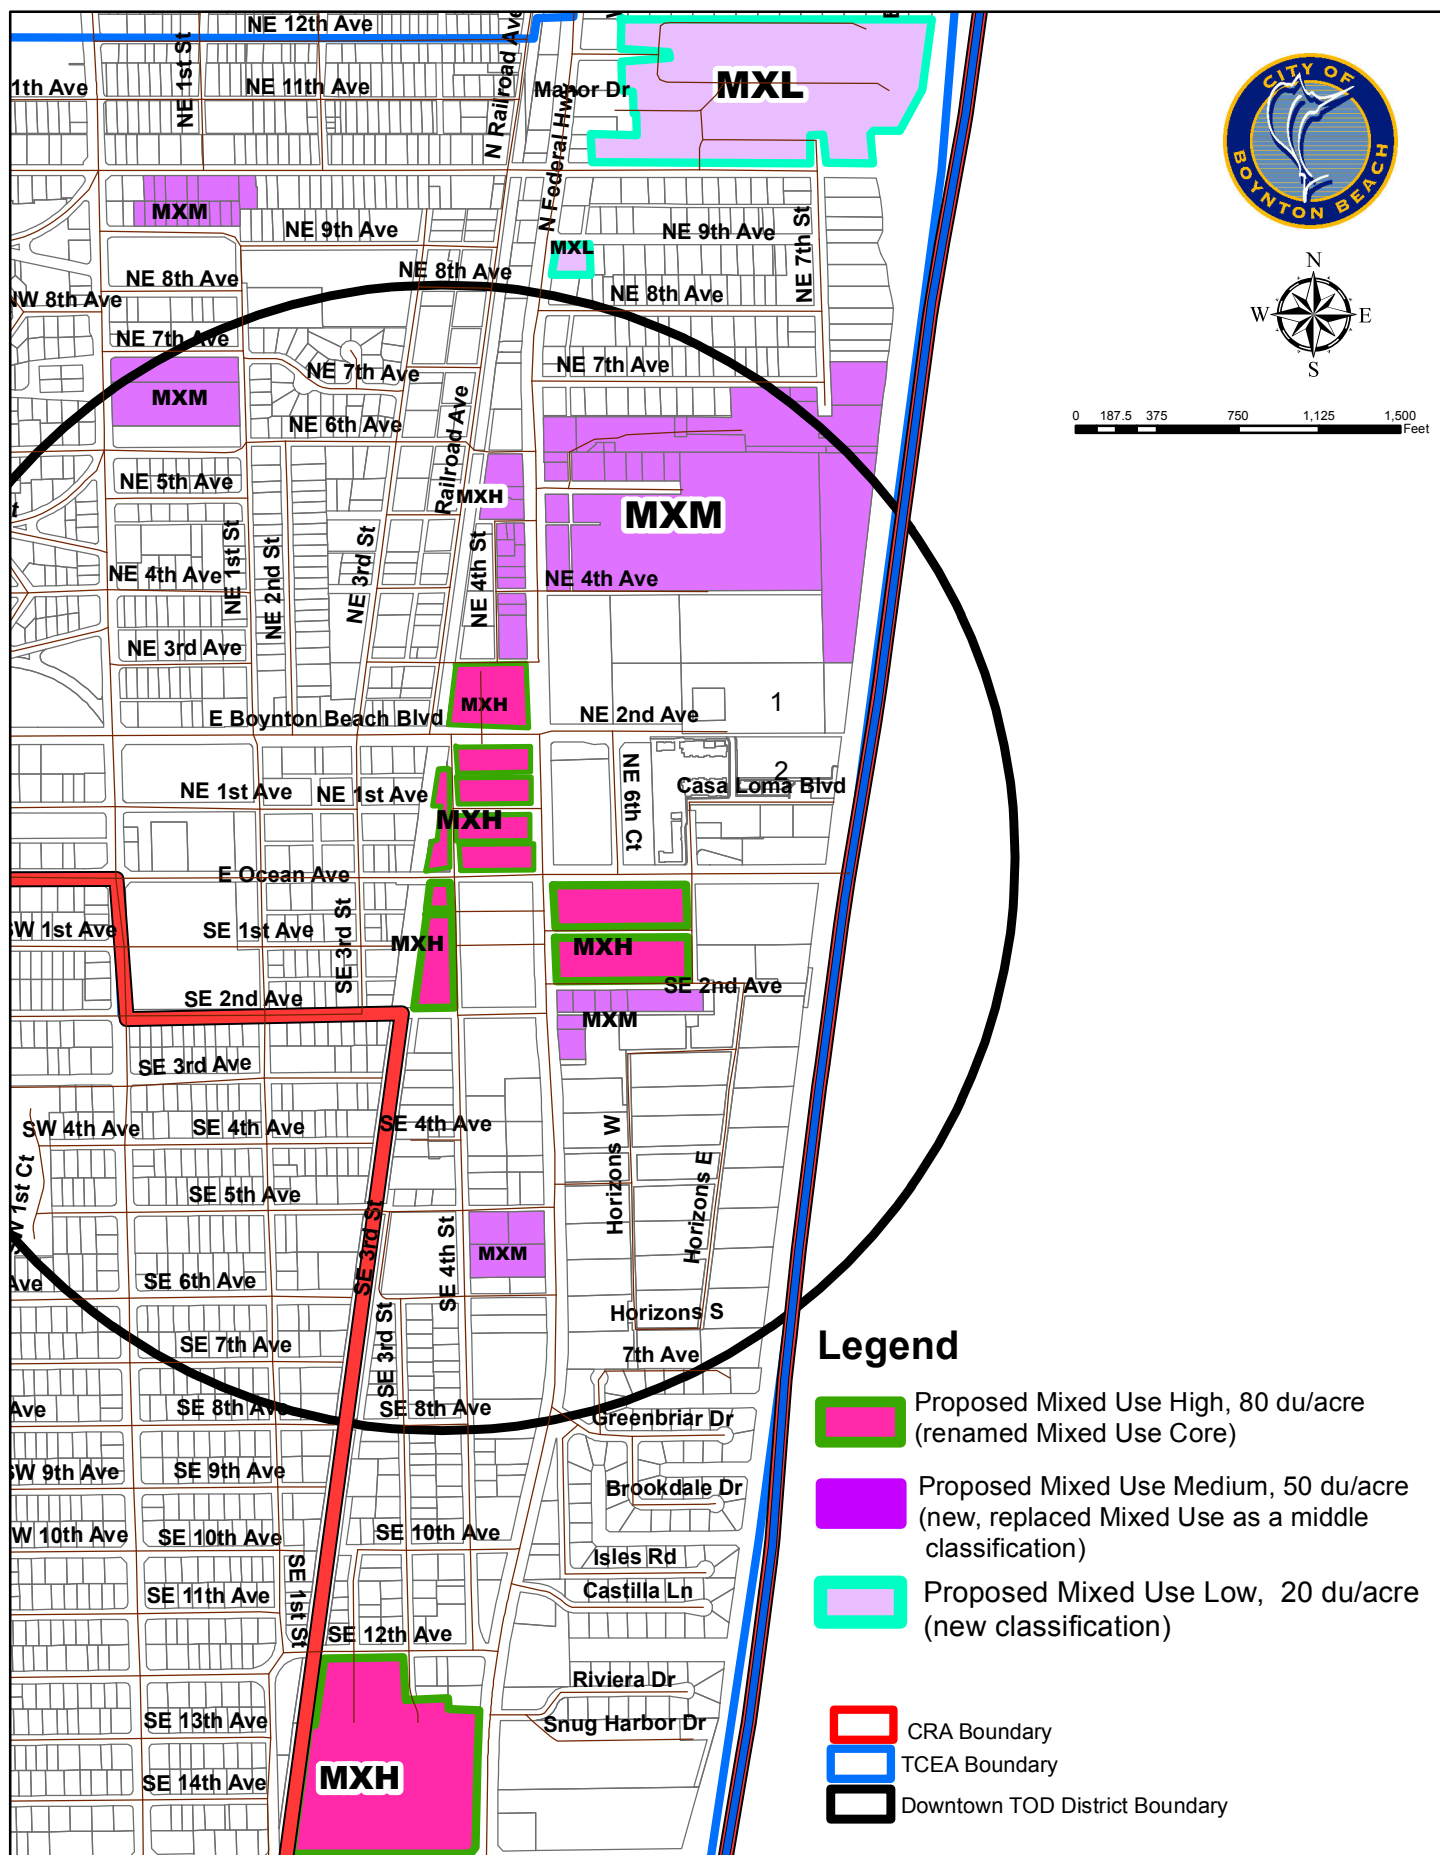 NE 12th Ave
NE 1st St
1th Ave
NE 11th Ave
N Railroad Ave
Manor Dr
N Federal Hwy
MXL
CITY OF
BOYNTON BEACH
MXM
NE 9th Ave
NE 9th Ave
NE 7th St
MXL
NE 8th Ave
NE 8th Ave
NE 8th Ave
NW 8th Ave
N
W E
S
NE 7th Ave
NE 7th Ave
NE 7th Ave
MXM
NE 6th Ave
Railroad Ave
0 187.5 375 750 1,125 1,500
Feet
NE 5th Ave
MXH
MXM
t
NE 1st St
NE 2nd St
NE 3rd St
NE 4th St
NE 4th Ave
NE 4th Ave
NE 3rd Ave
MXH
E Boynton Beach Blvd
NE 2nd Ave
1
2
NE 6th Ct
Casa Loma Blvd
NE 1st Ave
NE 1st Ave
MXH
E Ocean Ave
SW 1st Ave
SE 1st Ave
SE 3rd St
MXH
MXH
SE 2nd Ave
SE 2nd Ave
MXM
SE 3rd Ave
SW 4th Ave
SE 4th Ave
SE 4th Ave
Horizons W
Horizons E
SW 1st Ct
SE 5th Ave
SE 3rd St
SE 4th St
MXM
Ave
SE 6th Ave
Horizons S
SE 7th Ave
SE 3rd St
7th Ave
Legend
Ave
SE 8th Ave
SE 8th Ave
Greenbriar Dr
Proposed Mixed Use High, 80 du/acre
(renamed Mixed Use Core)
SW 9th Ave
SE 9th Ave
Brookdale Dr
Proposed Mixed Use Medium, 50 du/acre
(new, replaced Mixed Use as a middle
classification)
W 10th Ave
SE 10th Ave
SE 10th Ave
Isles Rd
Castilla Ln
SE 11th Ave
SE 1st St
Proposed Mixed Use Low, 20 du/acre
(new classification)
SE 12th Ave
Riviera Dr
SE 13th Ave
Snug Harbor Dr
CRA Boundary
TCEA Boundary
SE 14th Ave
MXH
Downtown TOD District Boundary